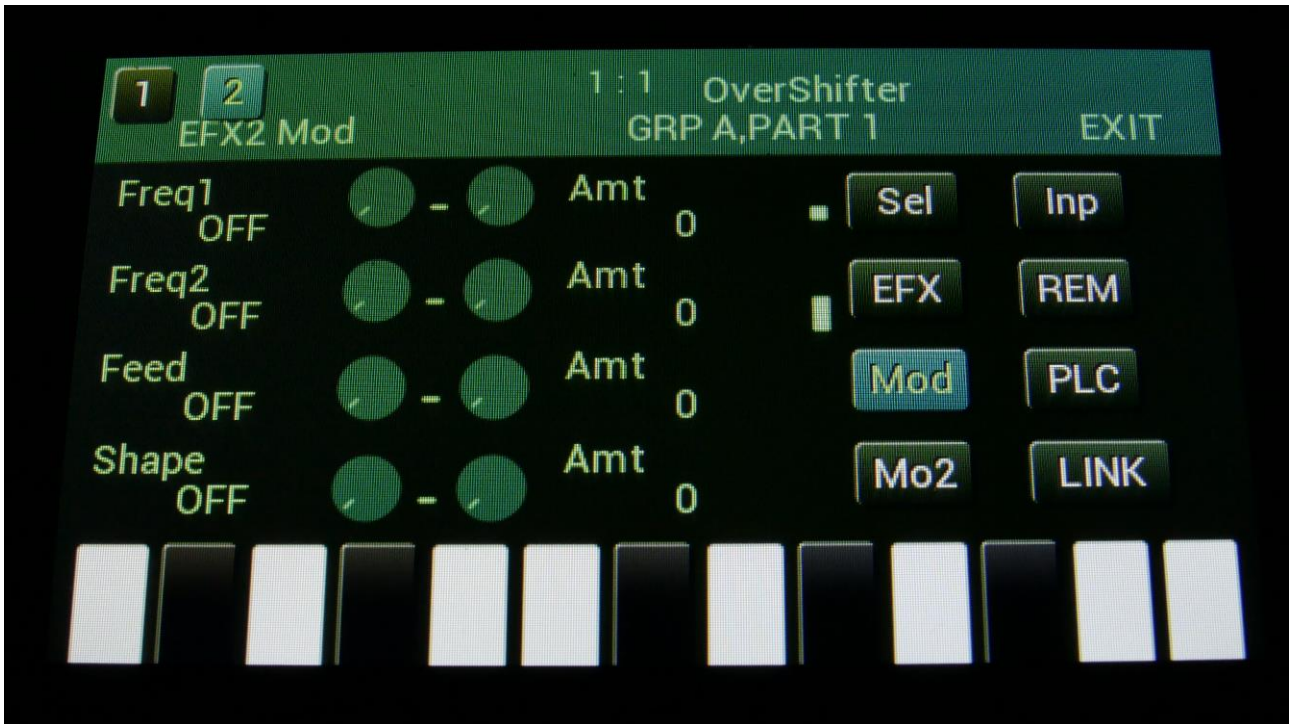 1 2 1 : 1 OverShifter
EFX2 Mod GRP A,PART 1 EXIT
Freq1 Amt Sel Inp
OFF 0
Freq2 Amt EFX REM
OFF 0
Feed Amt Mod PLC
OFF 0
Shape Amt Mo2 LINK
OFF 0